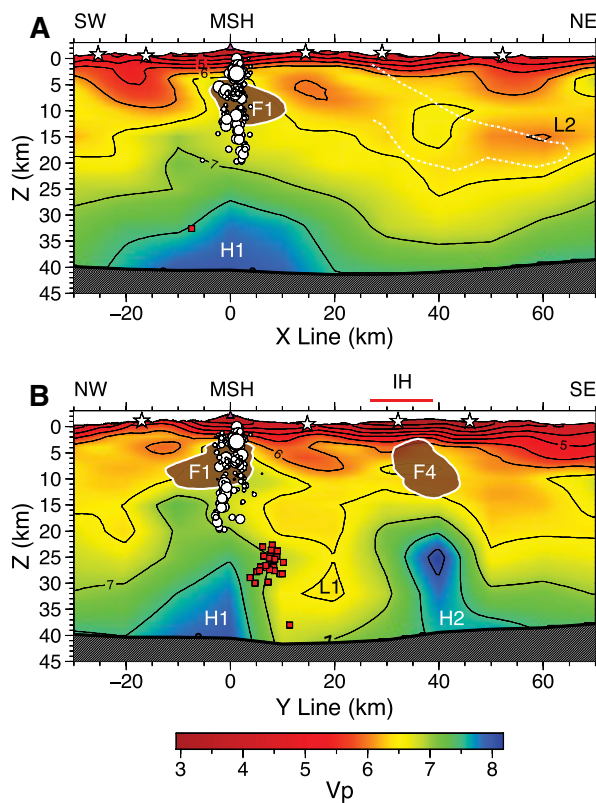 A SW MSH NE
0
5
10
15
20
25
30
35
40
45
Z (km)
5
6
F1
L2
7
H1
−20 0 20 40 60
X Line (km)
IH
B NW MSH SE
0
5
10
15
20
25
30
35
40
45
Z (km)
5
6
F1
F4
7
L1
H1
H2
7
−20 0 20 40 60
Y Line (km)
3 4 5 6 7 8
Vp